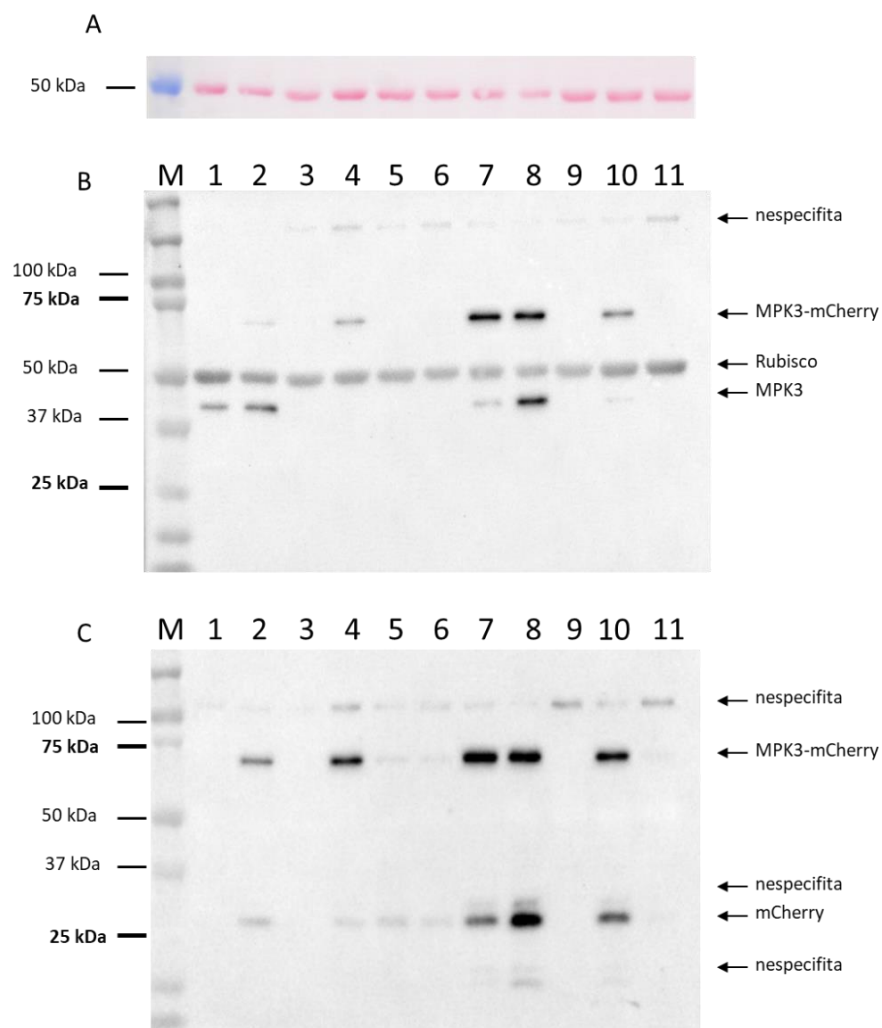 A
50 kDa
B
M 1 2 3 4 5 6 7 8 9 10 11
nespecifita
100 kDa
75 kDa
MPK3-mCherry
50 kDa
Rubisco
MPK3
37 kDa
25 kDa
C
M 1 2 3 4 5 6 7 8 9 10 11
nespecifita
100 kDa
75 kDa
MPK3-mCherry
50 kDa
37 kDa
nespecifita
mCherry
25 kDa
nespecifita